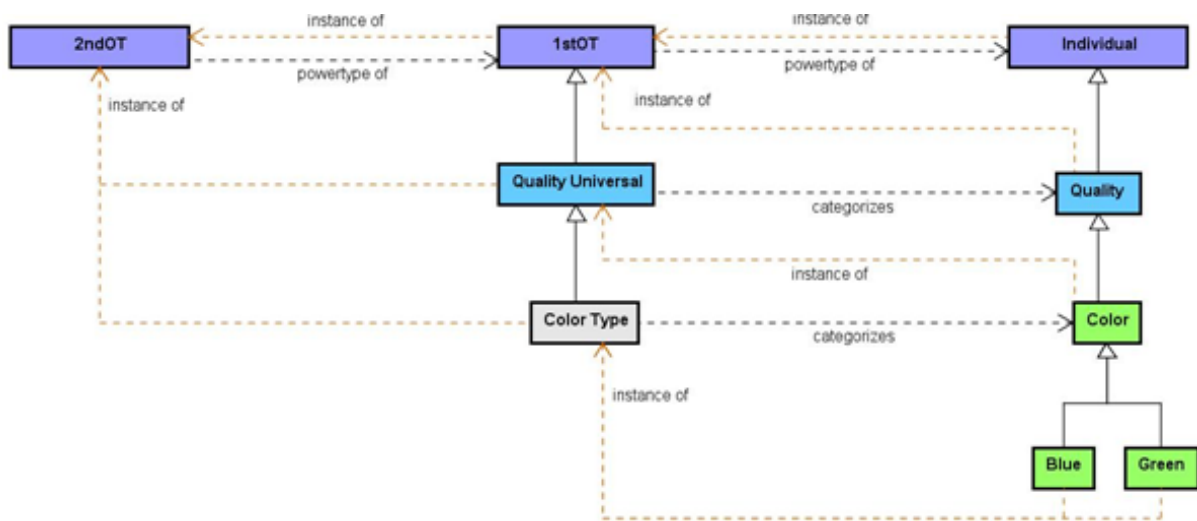 instance of
instance of
2ndOT
1stOT
Individual
powertype of
powertype of
instance of
instance of
Quality Universal
Quality
categorizes
instance of
Color Type
Color
categorizes
instance of
Blue
Green